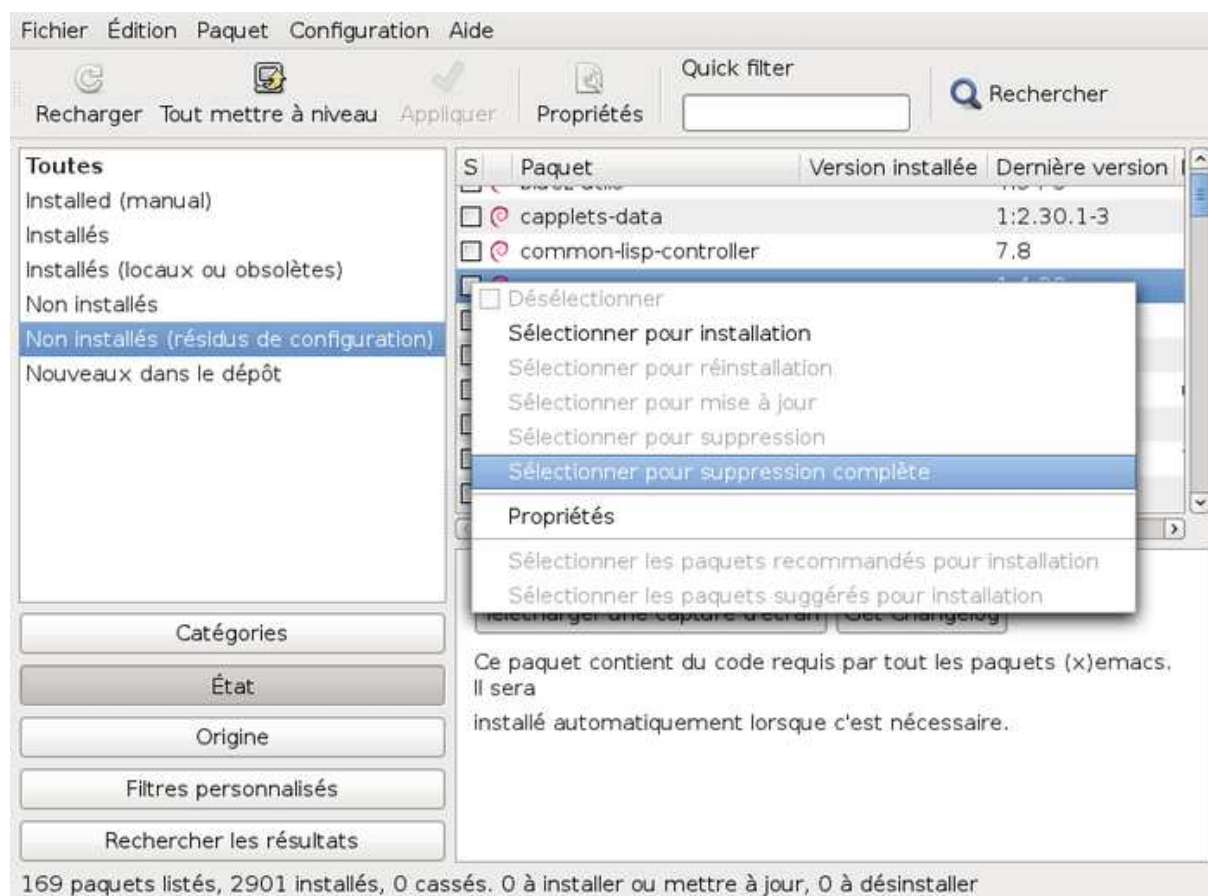 Fichier Édition Paquet Configuration Aide
Recharger Tout mettre à niveau Appliquer Propriétés Quick filter Rechercher
Toutes
Installed (manual)
Installés
Installés (locaux ou obsolètes)
Non installés
Non installés (résidus de configuration)
Nouveaux dans le dépôt
S Paquet Version installée Dernière version
capplets-data 1:2.30.1-3
common-lisp-controller 7.8
Désélectionner
Sélectionner pour installation
Sélectionner pour réinstallation
Sélectionner pour mise à jour
Sélectionner pour suppression
Sélectionner pour suppression complète
Propriétés
Sélectionner les paquets recommandés pour installation
Sélectionner les paquets suggérés pour installation
Télécharger une capture d'écran Get Changelog
Ce paquet contient du code requis par tout les paquets (x)emacs.
Il sera
installé automatiquement lorsque c'est nécessaire.
Catégories
État
Origine
Filtres personnalisés
Rechercher les résultats
169 paquets listés, 2901 installés, 0 cassés. 0 à installer ou mettre à jour, 0 à désinstaller